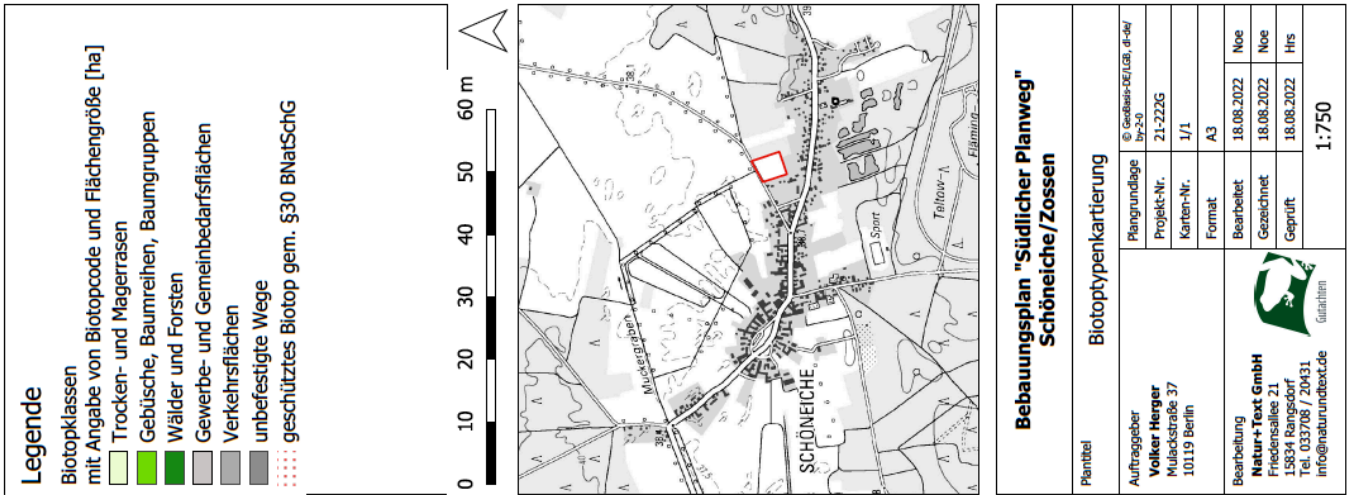 Legende
Biotopklassen
mit Angabe von Biotopcode und Flächengröße [ha]
Trocken- und Magerrasen
Gebüsche, Baumreihen, Baumgruppen
Wälder und Forsten
Gewerbe- und Gemeinbedarfsflächen
Verkehrsflächen
unbefestigte Wege
geschütztes Biotop gem. §30 BNatSchG
0 10 20 30 40 50 60 m
38,1
Muckergraben
SCHÖNEICHE
Sport
Teltow-
Fläming-
Bebauungsplan "Südlicher Planweg"
Schöneiche/Zossen
Plantitel
Biotoptypenkartierung
Auftraggeber
Volker Herger
Mulackstraße 37
10119 Berlin
Plangrundlage © GeoBasis-DE/LGB, dl-de/
by-2-0
Projekt-Nr. 21-222G
Karten-Nr. 1/1
Format A3
Bearbeitung
Natur+Text GmbH
Friedensallee 21
15834 Rangsdorf
Tel. 033708 / 20431
info@naturundtext.de
Gutachten
Bearbeitet 18.08.2022 Noe
Gezeichnet 18.08.2022 Noe
Geprüft 18.08.2022 Hrs
1:750